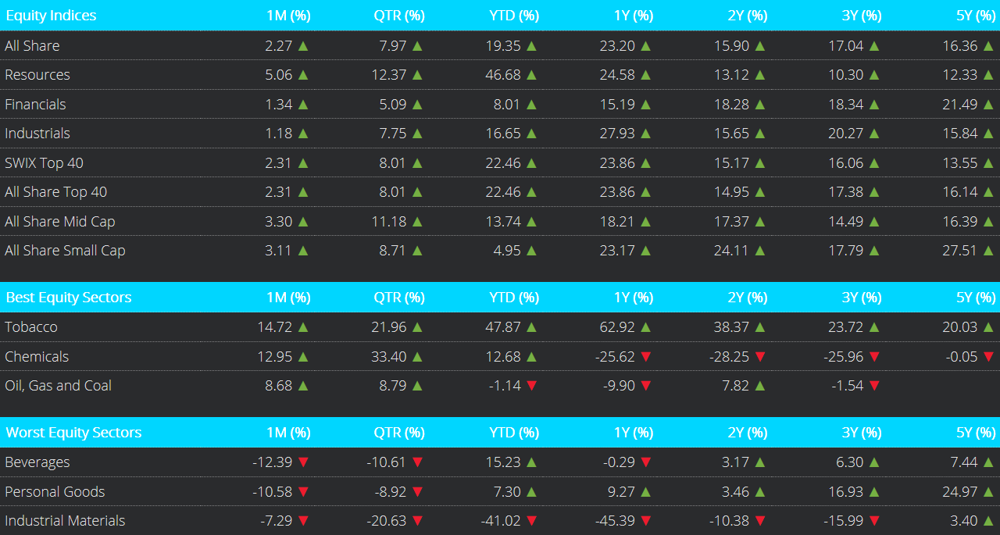 Equity Indices 1M (%) QTR (%) YTD (%) 1Y (%) 2Y (%) 3Y (%) 5Y (%)
All Share 2.27 ▲ 7.97 ▲ 19.35 ▲ 23.20 ▲ 15.90 ▲ 17.04 ▲ 16.36 ▲
Resources 5.06 ▲ 12.37 ▲ 46.68 ▲ 24.58 ▲ 13.12 ▲ 10.30 ▲ 12.33 ▲
Financials 1.34 ▲ 5.09 ▲ 8.01 ▲ 15.19 ▲ 18.28 ▲ 18.34 ▲ 21.49 ▲
Industrials 1.18 ▲ 7.75 ▲ 16.65 ▲ 27.93 ▲ 15.65 ▲ 20.27 ▲ 15.84 ▲
SWIX Top 40 2.31 ▲ 8.01 ▲ 22.46 ▲ 23.86 ▲ 15.17 ▲ 16.06 ▲ 13.55 ▲
All Share Top 40 2.31 ▲ 8.01 ▲ 22.46 ▲ 23.86 ▲ 14.95 ▲ 17.38 ▲ 16.14 ▲
All Share Mid Cap 3.30 ▲ 11.18 ▲ 13.74 ▲ 18.21 ▲ 17.37 ▲ 14.49 ▲ 16.39 ▲
All Share Small Cap 3.11 ▲ 8.71 ▲ 4.95 ▲ 23.17 ▲ 24.11 ▲ 17.79 ▲ 27.51 ▲
Best Equity Sectors 1M (%) QTR (%) YTD (%) 1Y (%) 2Y (%) 3Y (%) 5Y (%)
Tobacco 14.72 ▲ 21.96 ▲ 47.87 ▲ 62.92 ▲ 38.37 ▲ 23.72 ▲ 20.03 ▲
Chemicals 12.95 ▲ 33.40 ▲ 12.68 ▲ -25.62 ▼ -28.25 ▼ -25.96 ▼ -0.05 ▼
Oil, Gas and Coal 8.68 ▲ 8.79 ▲ -1.14 ▼ -9.90 ▼ 7.82 ▲ -1.54 ▼
Worst Equity Sectors 1M (%) QTR (%) YTD (%) 1Y (%) 2Y (%) 3Y (%) 5Y (%)
Beverages -12.39 ▼ -10.61 ▼ 15.23 ▲ -0.29 ▼ 3.17 ▲ 6.30 ▲ 7.44 ▲
Personal Goods -10.58 ▼ -8.92 ▼ 7.30 ▲ 9.27 ▲ 3.46 ▲ 16.93 ▲ 24.97 ▲
Industrial Materials -7.29 ▼ -20.63 ▼ -41.02 ▼ -45.39 ▼ -10.38 ▼ -15.99 ▼ 3.40 ▲